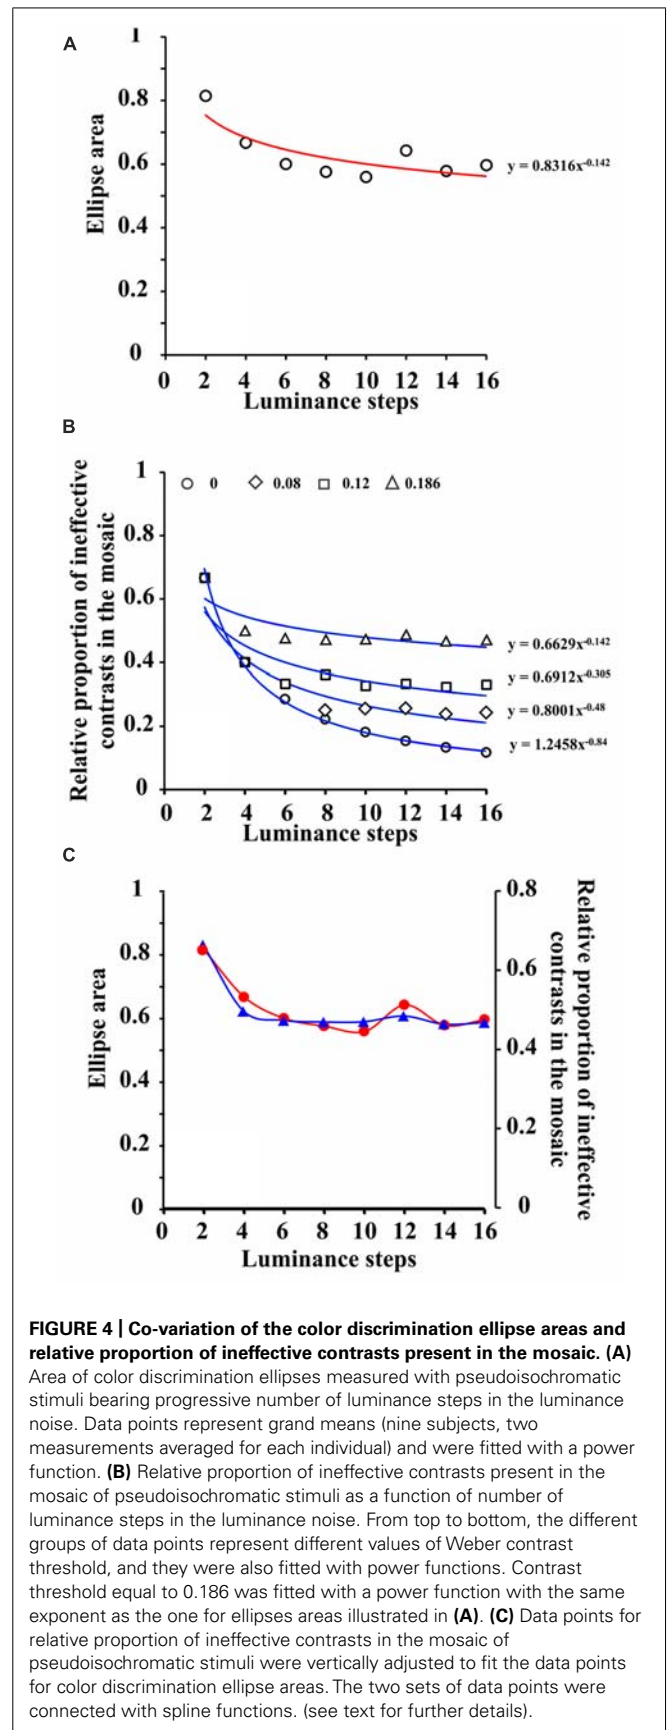 A
1
0.8
0.6
0.4
0.2
0
Ellipse area
y = 0.8316x^-0.142
0 2 4 6 8 10 12 14 16
Luminance steps
B
1
0.8
0.6
0.4
0.2
0
Relative proportion of ineffective
contrasts in the mosaic
0 0.08 0.12 0.186
y = 0.6629x^-0.142
y = 0.6912x^-0.305
y = 0.8001x^-0.48
y = 1.2458x^-0.84
0 2 4 6 8 10 12 14 16
Luminance steps
C
1
0.8
0.6
0.4
0.2
0
Ellipse area
0.8
0.6
0.4
0.2
0
Relative proportion of ineffective
contrasts in the mosaic
0 2 4 6 8 10 12 14 16
Luminance steps
FIGURE 4 | Co-variation of the color discrimination ellipse areas and
relative proportion of ineffective contrasts present in the mosaic. (A)
Area of color discrimination ellipses measured with pseudoisochromatic
stimuli bearing progressive number of luminance steps in the luminance
noise. Data points represent grand means (nine subjects, two
measurements averaged for each individual) and were fitted with a power
function. (B) Relative proportion of ineffective contrasts present in the
mosaic of pseudoisochromatic stimuli as a function of number of
luminance steps in the luminance noise. From top to bottom, the different
groups of data points represent different values of Weber contrast
threshold, and they were also fitted with power functions. Contrast
threshold equal to 0.186 was fitted with a power function with the same
exponent as the one for ellipses areas illustrated in (A). (C) Data points for
relative proportion of ineffective contrasts in the mosaic of
pseudoisochromatic stimuli were vertically adjusted to fit the data points
for color discrimination ellipse areas. The two sets of data points were
connected with spline functions. (see text for further details).